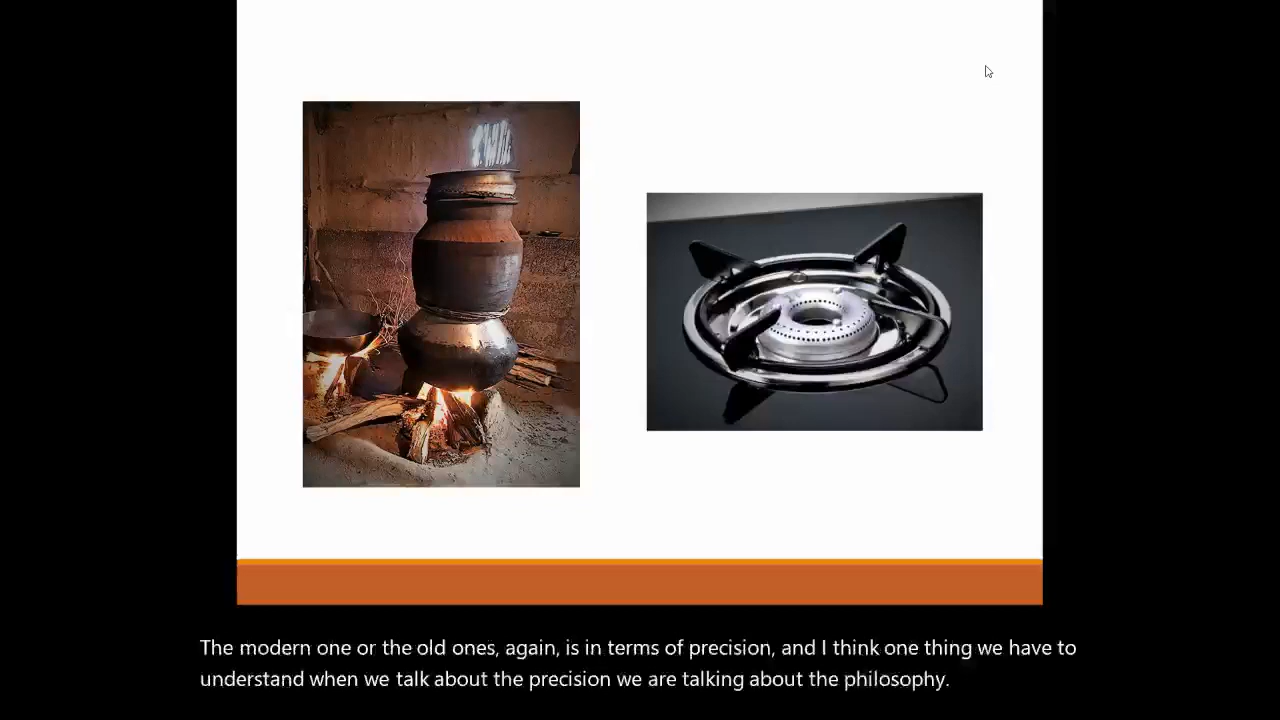 The modern one or the old ones, again, is in terms of precision, and I think one thing we have to
understand when we talk about the precision we are talking about the philosophy.